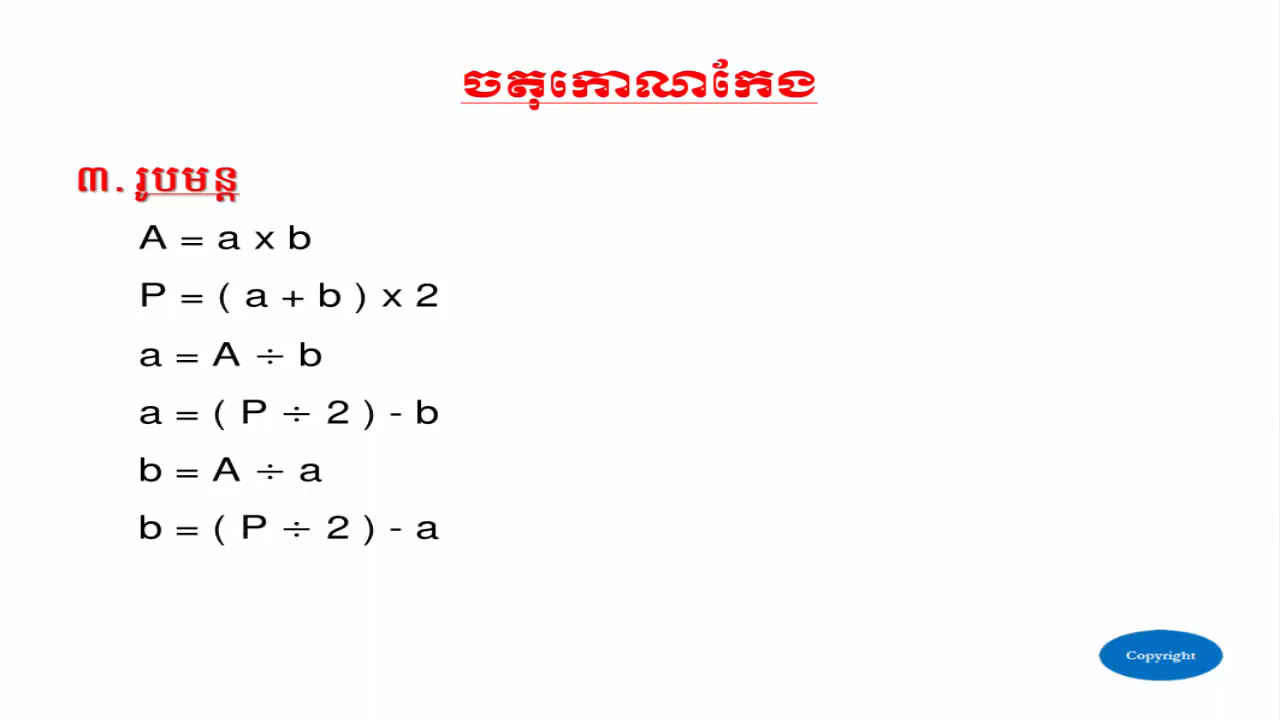 ចតុកោណកែង
៣. រូបមន្ត
A = a x b
P = ( a + b ) x 2
a = A ÷ b
a = ( P ÷ 2 ) - b
b = A ÷ a
b = ( P ÷ 2 ) - a
Copyright